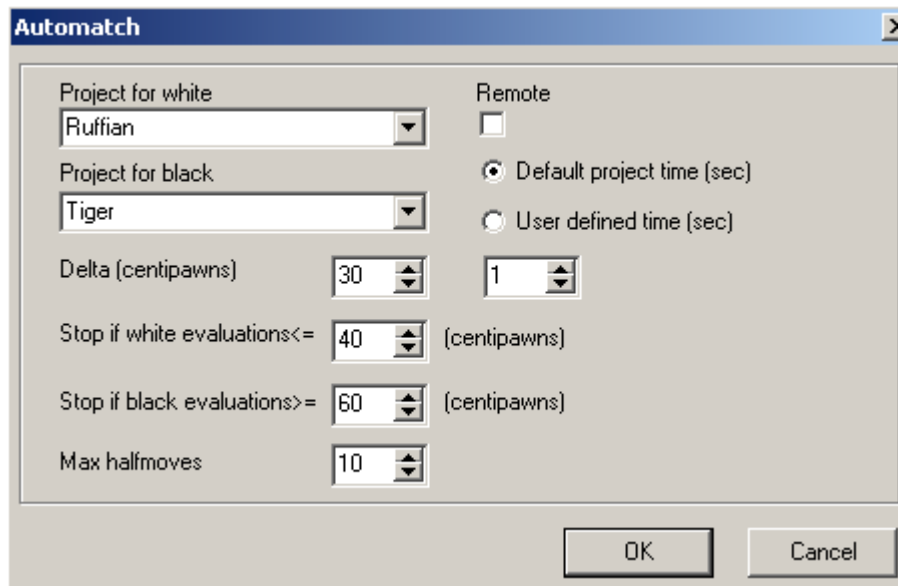 Automatch
Project for white
Remote
Ruffian
Project for black
Default project time (sec)
Tiger
User defined time (sec)
Delta (centipawns) 30 1
Stop if white evaluations<= 40 (centipawns)
Stop if black evaluations>= 60 (centipawns)
Max halfmoves 10
OK Cancel